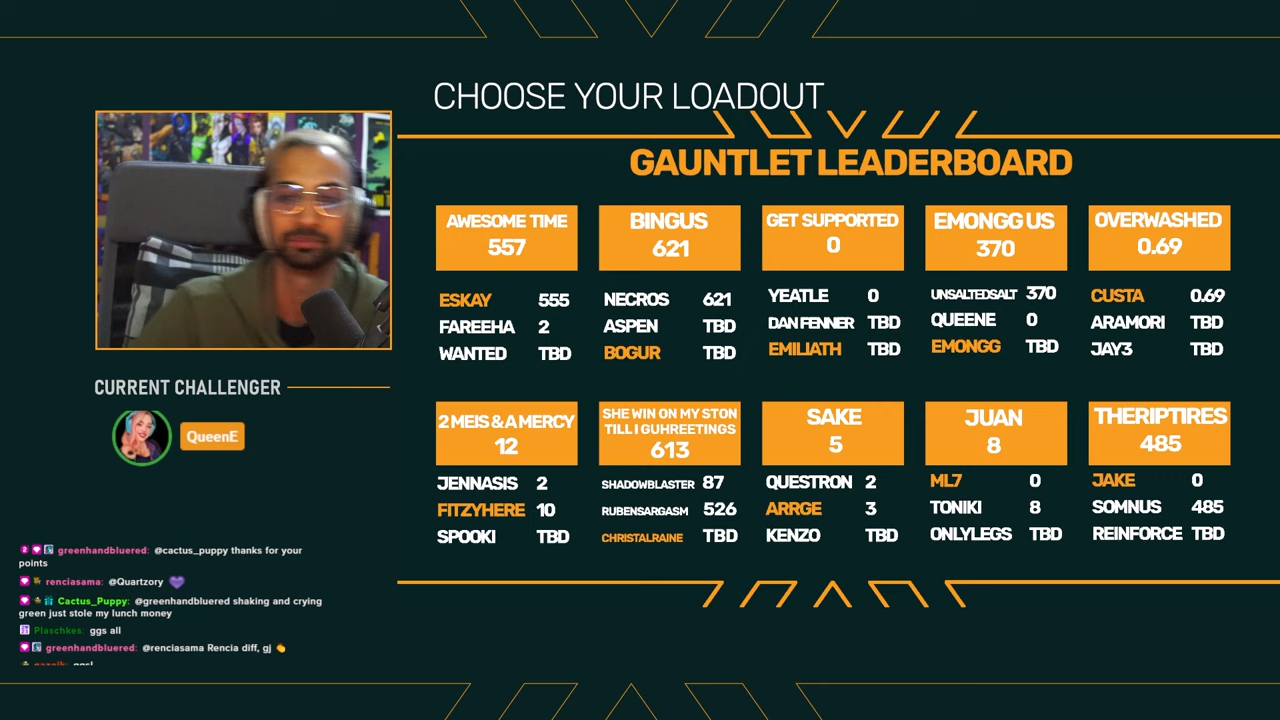 CHOOSE YOUR LOADOUT
GAUNTLET LEADERBOARD
AWESOME TIME
557
ESKAY 555
FAREEHA 2
WANTED TBD
BINGUS
621
NECROS 621
ASPEN TBD
BOGUR TBD
GET SUPPORTED
0
YEATLE 0
DAN FENNER TBD
EMILIATH TBD
EMONGG US
370
UNSALTEDSALT 370
QUEENE 0
EMONGG TBD
OVERWASHED
0.69
CUSTA 0.69
ARAMORI TBD
JAY3 TBD
2 MEIS & A MERCY
12
JENNASIS 2
FITZYHERE 10
SPOOKI TBD
SHE WIN ON MY STON
TILL I GUHREETINGS
613
SHADOWBLASTER 87
RUBENSARGASM 526
CHRISTALRAINE TBD
SAKE
5
QUESTRON 2
ARRGE 3
KENZO TBD
JUAN
8
ML7 0
TONIKI 8
ONLYLEGS TBD
THERIPTIRES
485
JAKE 0
SOMNUS 485
REINFORCE TBD
CURRENT CHALLENGER
QueenE
greenhandbluered: @cactus_puppy thanks for your
points
renciasama: @Quartzory
Cactus_Puppy: @greenhandbluered shaking and crying
green just stole my lunch money
Plaschkes: ggs all
greenhandbluered: @renciasama Rencia diff, gj